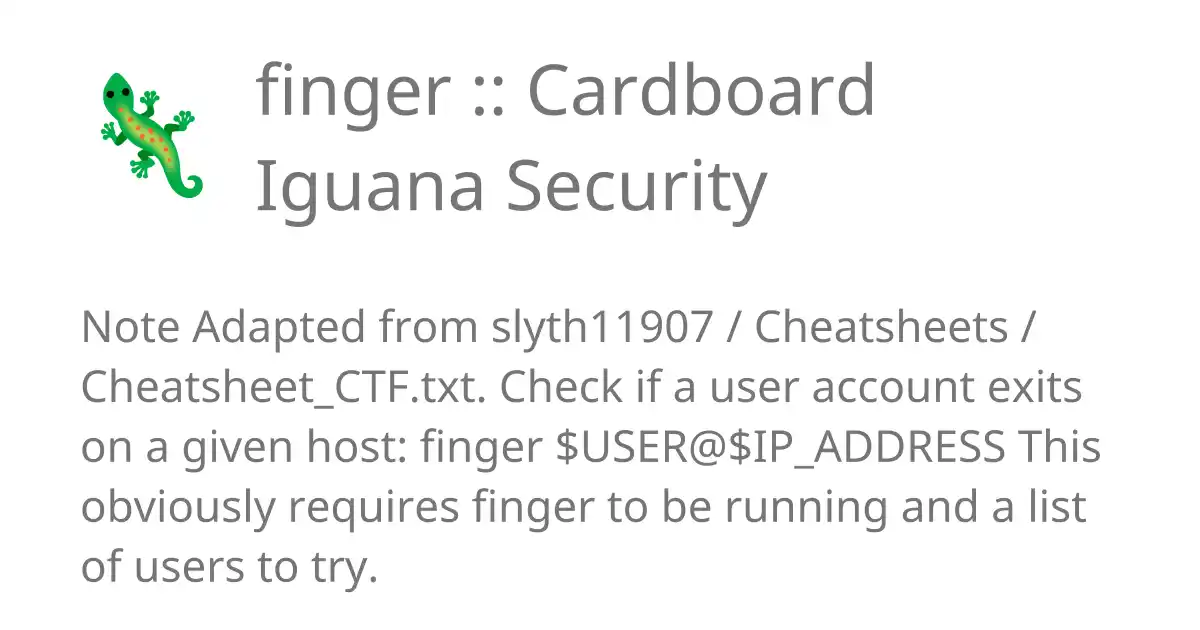 finger :: Cardboard
Iguana Security
Note Adapted from slyth11907 / Cheatsheets /
Cheatsheet_CTF.txt. Check if a user account exits
on a given host: finger $USER@$IP_ADDRESS This
obviously requires finger to be running and a list
of users to try.